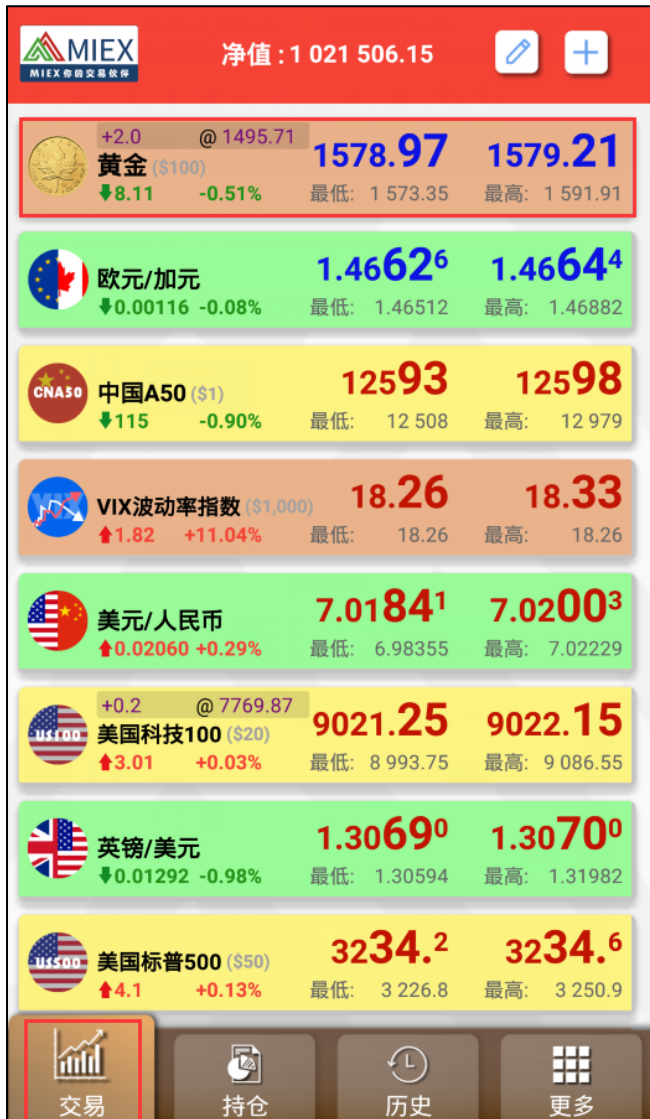 MIEX
MIEX你的交易伙伴
净值 : 1 021 506.15
+2.0 @ 1495.71
黄金 ($100) 1578.97 1579.21
8.11 -0.51% 最低: 1 573.35 最高: 1 591.91
欧元/加元 1.46626 1.46644
0.00116 -0.08% 最低: 1.46512 最高: 1.46882
CNA50
中国A50 ($1) 12593 12598
115 -0.90% 最低: 12 508 最高: 12 979
VIX
VIX波动率指数 ($1,000) 18.26 18.33
1.82 +11.04% 最低: 18.26 最高: 18.26
美元/人民币 7.01841 7.02003
0.02060 +0.29% 最低: 6.98355 最高: 7.02229
+0.2 @ 7769.87
US100
美国科技100 ($20) 9021.25 9022.15
3.01 +0.03% 最低: 8 993.75 最高: 9 086.55
英镑/美元 1.30690 1.30700
0.01292 -0.98% 最低: 1.30594 最高: 1.31982
US500
美国标普500 ($50) 3234.2 3234.6
4.1 +0.13% 最低: 3 226.8 最高: 3 250.9
交易 持仓 历史 更多